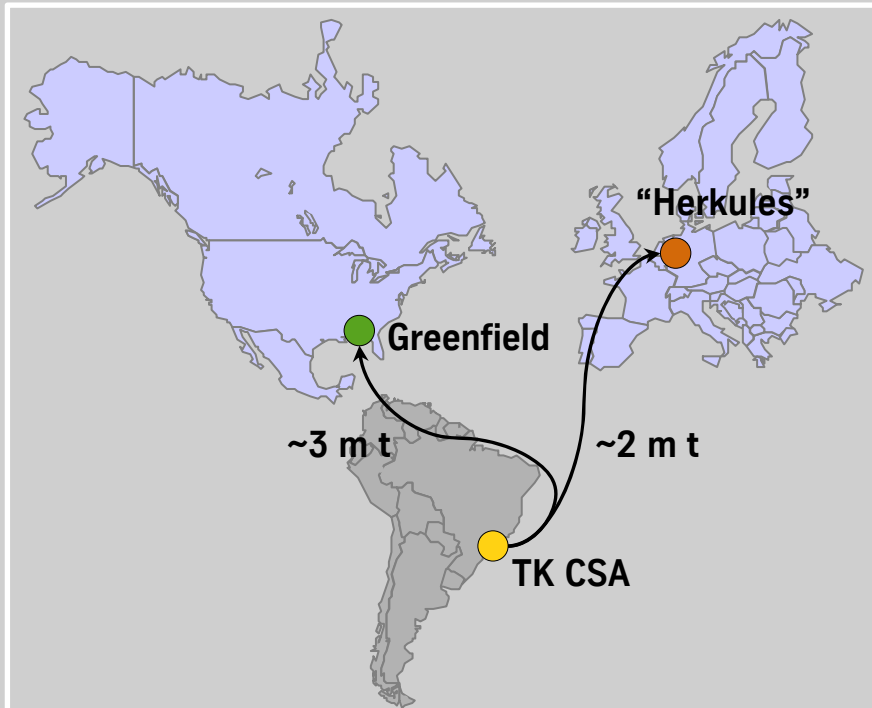 “Herkules”
Greenfield
~3 m t
~2 m t
TK CSA